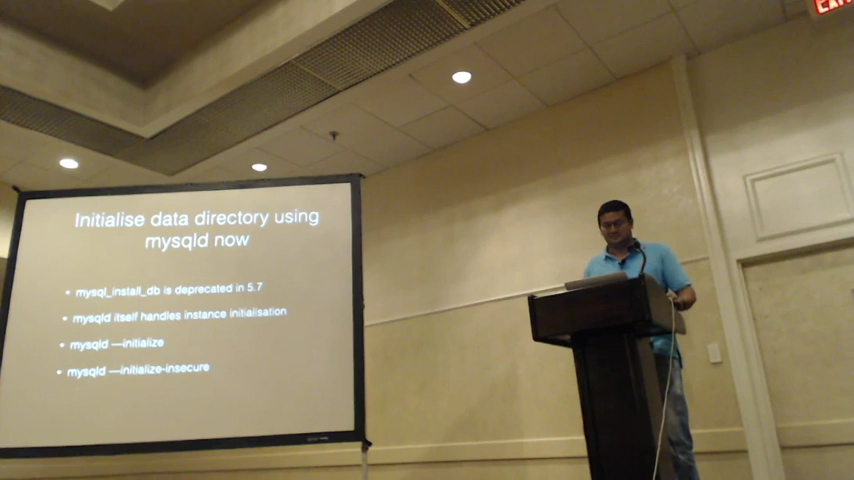 Initialise data directory using
mysqld now
• mysql_install_db is deprecated in 5.7
• mysqld itself handles instance initialisation
• mysqld —initialize
• mysqld —initialize-insecure
EXIT